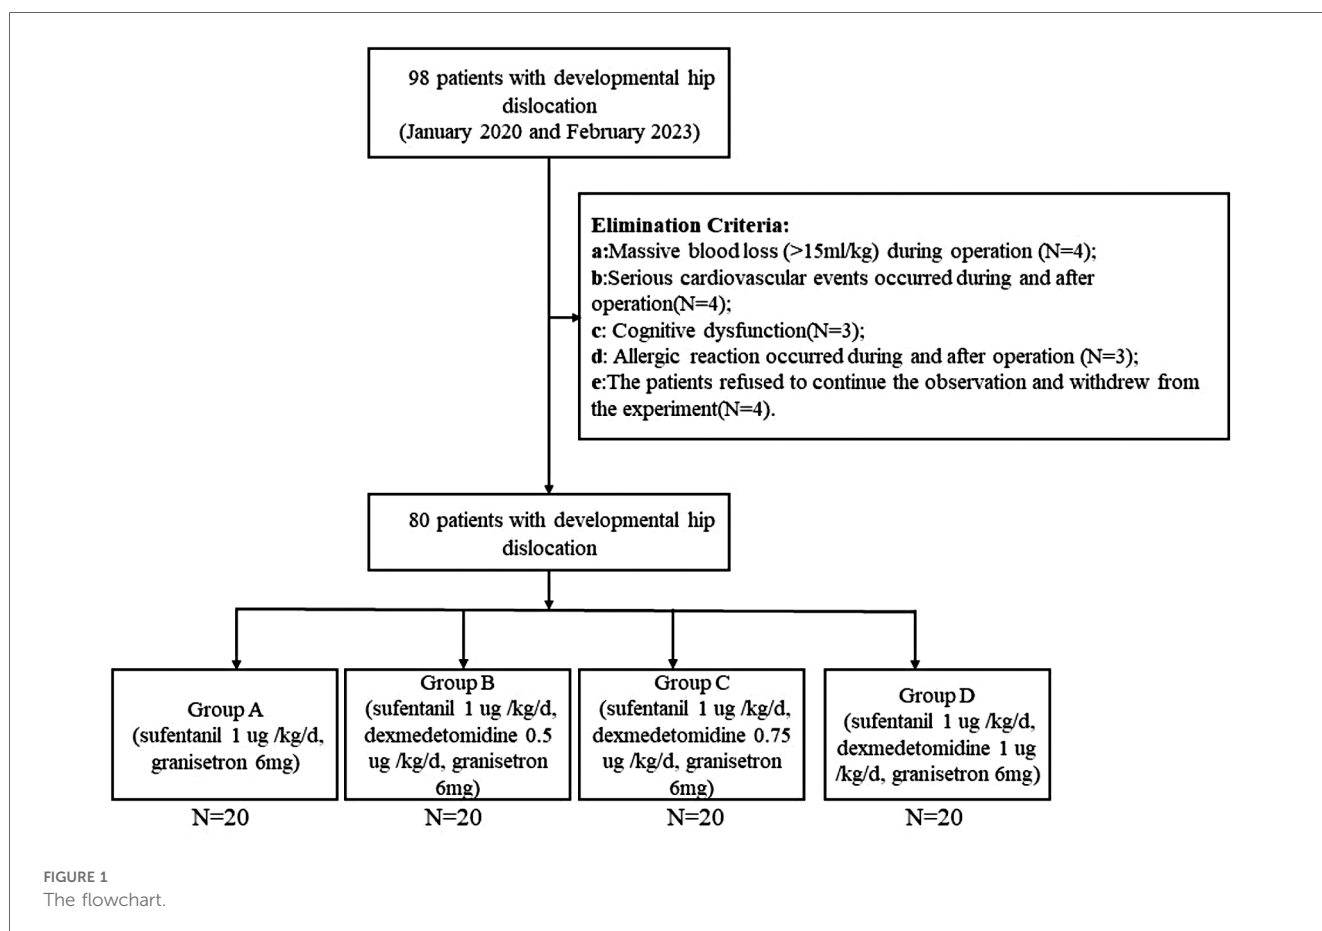 98 patients with developmental hip
dislocation
(January 2020 and February 2023)
Elimination Criteria:
a:Massive blood loss (>15ml/kg) during operation (N=4);
b:Serious cardiovascular events occurred during and after
operation(N=4);
c: Cognitive dysfunction(N=3);
d: Allergic reaction occurred during and after operation (N=3);
e:The patients refused to continue the observation and withdrew from
the experiment(N=4).
80 patients with developmental hip
dislocation
Group A
(sufentanil 1 ug /kg/d,
granisetron 6mg)
N=20
Group B
(sufentanil 1 ug /kg/d,
dexmedetomidine 0.5
ug /kg/d, granisetron
6mg)
N=20
Group C
(sufentanil 1 ug /kg/d,
dexmedetomidine 0.75
ug /kg/d, granisetron
6mg)
N=20
Group D
(sufentanil 1 ug /kg/d,
dexmedetomidine 1 ug
/kg/d, granisetron 6mg)
N=20
FIGURE 1
The flowchart.